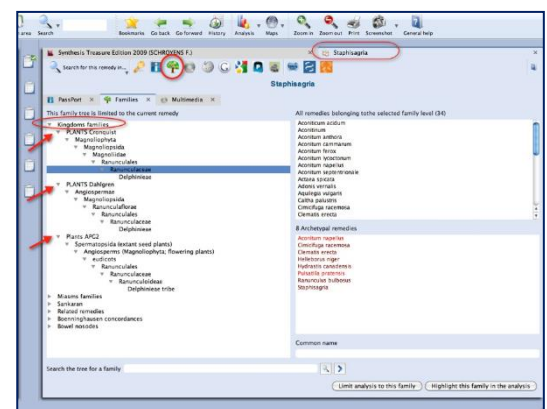 area Search
Bookmarks Go back Go forward History Analysis Maps Zoom in Zoom out Print Screenshot General help
Synthesis Treasure Edition 2009 (SCHROYENS F.)
Staphisagria
Search for this remedy in...
Staphisagria
PassPort
Families
Multimedia
This family tree is limited to the current remedy
Kingdoms families
PLANTS Cronquist
Magnoliophyta
Magnoliopsida
Magnoliidae
Ranunculales
Ranunculaceae
Delphinieae
PLANTS Dahlgren
Angiospermae
Magnoliopsida
Ranunculiflorae
Ranunculales
Ranunculaceae
Delphinieae
Plants APG2
Spermatopsida (extant seed plants)
Angiosperms (Magnoliophyta; flowering plants)
eudicots
Ranunculales
Ranunculaceae
Ranunculoideae
Delphinieae tribe
Miasms families
Sankaran
Related remedies
Boenninghausen concordances
Bowel nosodes
Search the tree for a family
All remedies belonging tothe selected family level (34)
Aconitinum acidum
Aconitinum
Aconitum anthora
Aconitum cammarum
Aconitum ferox
Aconitum lycoctonum
Aconitum napellus
Aconitum septentrionale
Actaea spicata
Adonis vernalis
Aquilegia vulgaris
Caltha palustris
Cimicifuga racemosa
Clematis erecta
8 Archetypal remedies
Aconitum napellus
Cimicifuga racemosa
Clematis erecta
Helleborus niger
Hydrastis canadensis
Pulsatilla pratensis
Ranunculus bulbosus
Staphisagria
Common name
Limit analysis to this family
Highlight this family in the analysis